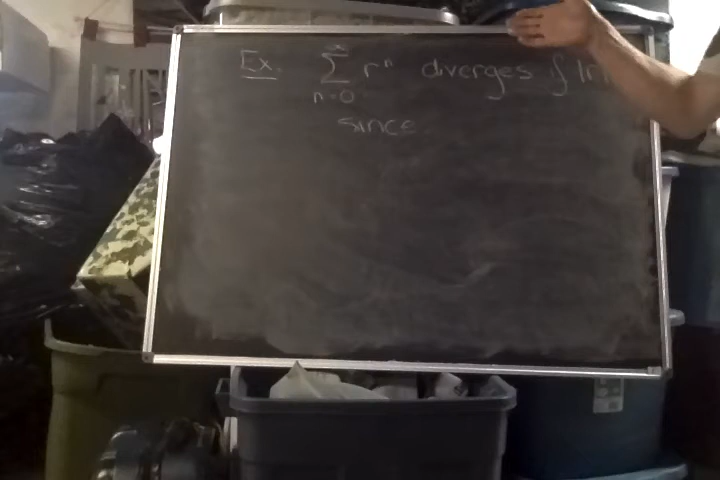 Ex. ∞ Σ n=0 rⁿ diverges if |r|
since